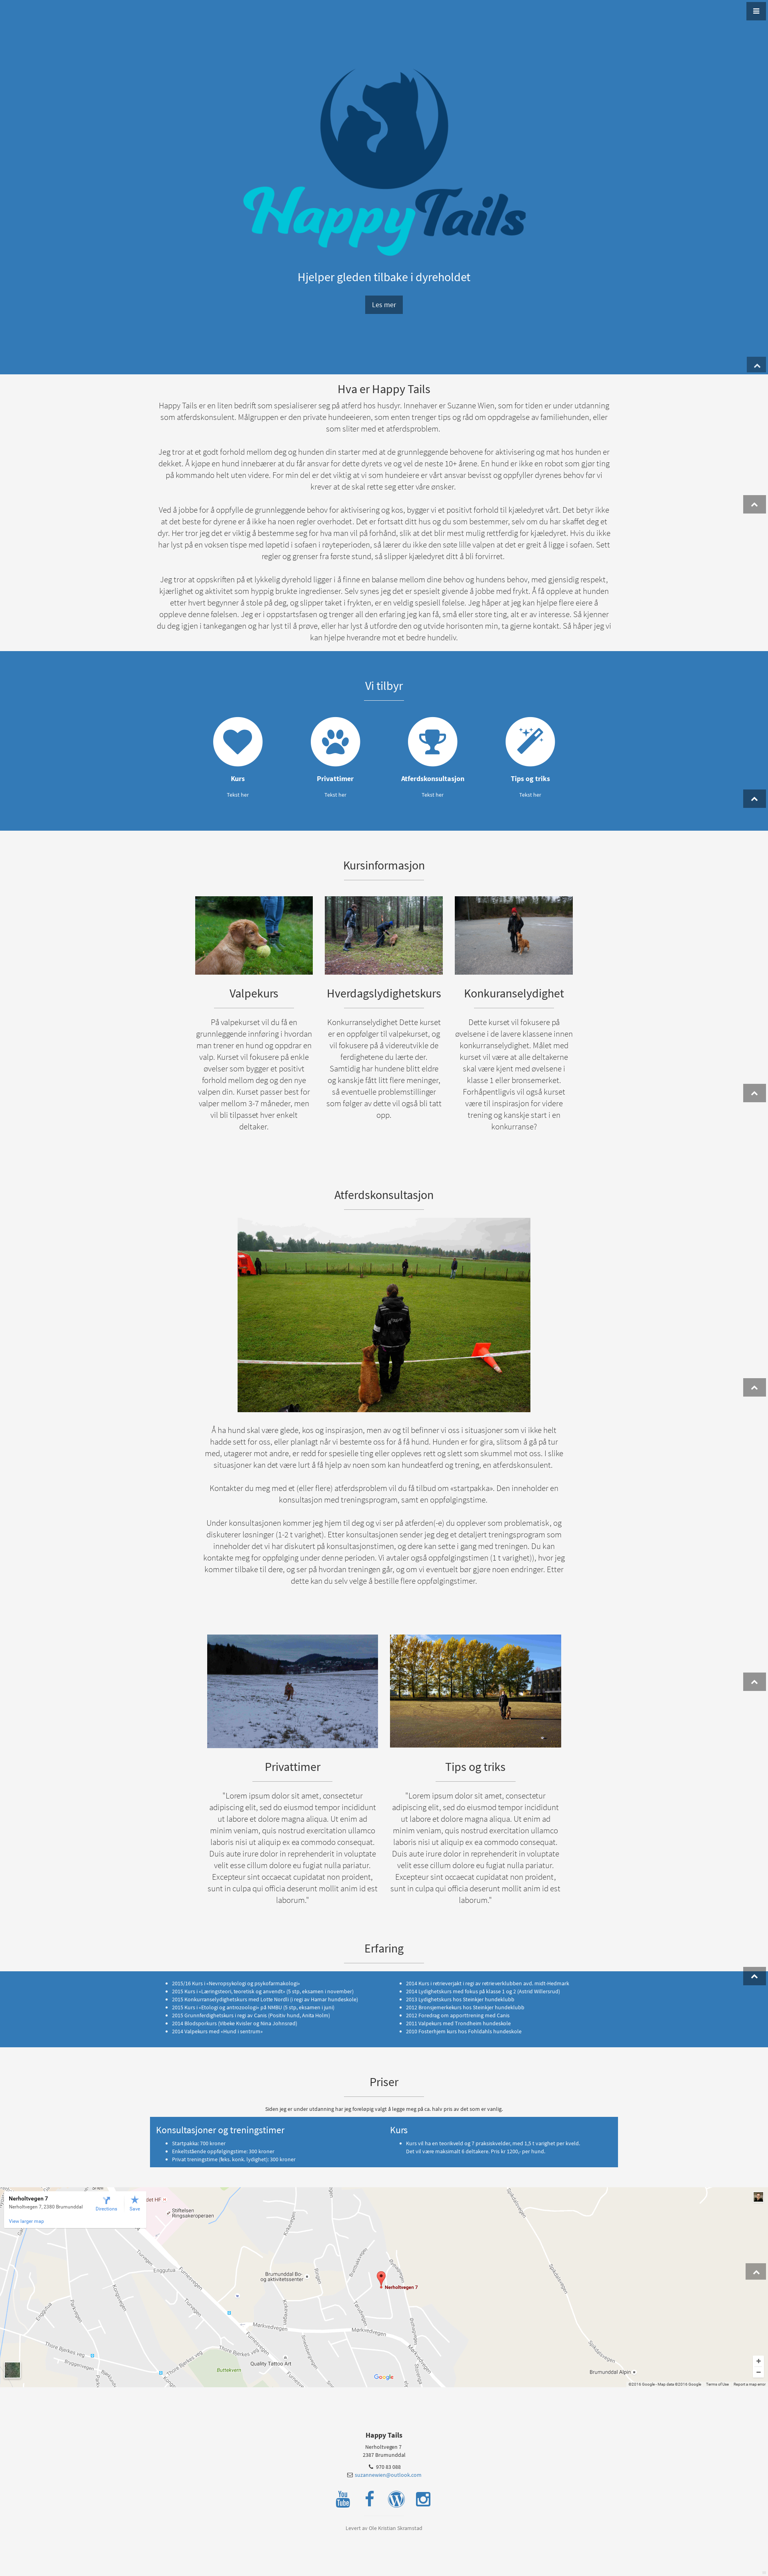 Happy Tails
Hjelper gleden tilbake i dyreholdet
Les mer
Hva er Happy Tails
Happy Tails er en liten bedrift som spesialiserer seg på atferd hos husdyr. Innehaver er Suzanne Wien, som for tiden er under utdanning
som atferdskonsulent. Målgruppen er den private hundeeieren, som enten trenger tips og råd om oppdragelse av familiehunden, eller
som sliter med et atferdsproblem.
Jeg tror at et godt forhold mellom deg og hunden din starter med at de grunnleggende behovene for aktivisering og mat hos hunden er
dekket. Å kjøpe en hund innebærer at du får ansvar for dette dyrets ve og vel de neste 10+ årene. En hund er ikke en robot som gjør ting
på kommando helt uten videre. For min del er det viktig at vi som hundeiere er vårt ansvar bevisst og oppfyller dyrenes behov før vi
krever at de skal rette seg etter våre ønsker.
Ved å jobbe for å oppfylle de grunnleggende behov for aktivisering og kos, bygger vi et positivt forhold til kjæledyret vårt. Det betyr ikke
at det beste for dyrene er å ikke ha noen regler overhodet. Det er fortsatt ditt hus og du som bestemmer, selv om du har skaffet deg et
dyr. Her tror jeg det er viktig å bestemme seg for hva man vil på forhånd, slik at det blir mest mulig rettferdig for kjæledyret. Hvis du ikke
har lyst på en voksen tispe med løpetid i sofaen i røyteperioden, så lærer du ikke den søte lille valpen at det er greit å ligge i sofaen. Sett
regler og grenser fra første stund, så slipper kjæledyret ditt å bli forvirret.
Jeg tror at oppskriften på et lykkelig dyrehold ligger i å finne en balanse mellom dine behov og hundens behov, med gjensidig respekt,
kjærlighet og aktivitet som hyppig brukte ingredienser. Selv synes jeg det er spesielt givende å jobbe med frykt. Å få oppleve at hunden
etter hvert begynner å stole på deg, og slipper taket i frykten, er en veldig spesiell følelse. Jeg håper at jeg kan hjelpe flere eiere å
oppleve denne følelsen. Jeg er i oppstartsfasen og trenger all den erfaring jeg kan få, små eller store ting, alt er av interesse. Så kjenner
du deg igjen i tankegangen og har lyst til å prøve, eller har lyst å utfordre den og utvide horisonten min, ta gjerne kontakt. Så håper jeg vi
kan hjelpe hverandre mot et bedre hundeliv.
Vi tilbyr
Kurs Privattimer Atferdskonsultasjon Tips og triks
Tekst her Tekst her Tekst her Tekst her
Kursinformasjon
Valpekurs
På valpekurset vil du få en
grunnleggende innføring i hvordan
man trener en hund og oppdrar en
valp. Kurset vil fokusere på enkle
øvelser som bygger et positivt
forhold mellom deg og den nye
valpen din. Kurset passer best for
valper mellom 3-7 måneder, men
vil bli tilpasset hver enkelt
deltaker.
Hverdagslydighetskurs
Konkurranselydighet Dette kurset
er en oppfølger til valpekurset, og
vil fokusere på å videreutvikle de
ferdighetene du lærte der.
Samtidig har hundene blitt eldre
og kanskje fått litt flere meninger,
så eventuelle problemstillinger
som følger av dette vil også bli tatt
opp.
Konkuranselydighet
Dette kurset vil fokusere på
øvelsene i de lavere klassene innen
konkurranselydighet. Målet med
kurset vil være at alle deltakerne
skal være kjent med øvelsene i
klasse 1 eller bronsemerket.
Forhåpentligvis vil også kurset
være til inspirasjon for videre
trening og kanskje start i en
konkurranse?
Atferdskonsultasjon
Å ha hund skal være glede, kos og inspirasjon, men av og til befinner vi oss i situasjoner som vi ikke helt
hadde sett for oss, eller planlagt når vi bestemte oss for å få hund. Hunden er for gira, slitsom å gå på tur
med, utagerer mot andre, er redd for spesielle ting eller oppleves rett og slett som skummelt mot oss. I slike
situasjoner kan det være lurt å få hjelp av noen som kan hundeatferd og trening, en atferdskonsulent.
Kontakter du meg med et (eller flere) atferdsproblem vil du få tilbud om «startpakka». Den inneholder en
konsultasjon med treningsprogram, samt en oppfølgingstime.
Under konsultasjonen kommer jeg hjem til deg og vi ser på atferden(-e) du opplever som problematisk, og
diskuterer løsninger (1-2 t varighet). Etter konsultasjonen sender jeg deg et detaljert treningsprogram som
inneholder det vi har diskutert på konsultasjonstimen, og dere kan sette i gang med treningen. Du kan
kontakte meg for oppfølging under denne perioden. Vi avtaler også oppfølgingstimen (1 t varighet)), hvor jeg
kommer tilbake til dere, og ser på hvordan treningen går, og om vi eventuelt bør gjøre noen endringer. Etter
dette kan du selv velge å bestille flere oppfølgingstimer.
Privattimer
"Lorem ipsum dolor sit amet, consectetur
adipiscing elit, sed do eiusmod tempor incididunt
ut labore et dolore magna aliqua. Ut enim ad
minim veniam, quis nostrud exercitation ullamco
laboris nisi ut aliquip ex ea commodo consequat.
Duis aute irure dolor in reprehenderit in voluptate
velit esse cillum dolore eu fugiat nulla pariatur.
Excepteur sint occaecat cupidatat non proident,
sunt in culpa qui officia deserunt mollit anim id est
laborum."
Tips og triks
"Lorem ipsum dolor sit amet, consectetur
adipiscing elit, sed do eiusmod tempor incididunt
ut labore et dolore magna aliqua. Ut enim ad
minim veniam, quis nostrud exercitation ullamco
laboris nisi ut aliquip ex ea commodo consequat.
Duis aute irure dolor in reprehenderit in voluptate
velit esse cillum dolore eu fugiat nulla pariatur.
Excepteur sint occaecat cupidatat non proident,
sunt in culpa qui officia deserunt mollit anim id est
laborum."
Erfaring
2015/16 Kurs i «Nevropsykologi og psykofarmakologi»
2015 Kurs i «Læringsteori, teoretisk og anvendt» (5 stp, eksamen i november)
2015 Konkurranselydighetskurs med Lotte Nordli (i regi av Hamar hundeskole)
2015 Kurs i «Etologi og antrozoologi» på NMBU (5 stp, eksamen i juni)
2015 Grunnferdighetskurs i regi av Canis (Positiv hund, Anita Holm)
2014 Blodsporkurs (Vibeke Kvisler og Nina Johnsrød)
2014 Valpekurs med «Hund i sentrum»
2014 Kurs i retrieverjakt i regi av retrieverklubben avd. midt-Hedmark
2014 Lydighetskurs med fokus på klasse 1 og 2 (Astrid Willersrud)
2013 Lydighetskurs hos Steinkjer hundeklubb
2012 Bronsjemerkekurs hos Steinkjer hundeklubb
2012 Foredrag om apporttrening med Canis
2011 Valpekurs med Trondheim hundeskole
2010 Fosterhjem kurs hos Fohldahls hundeskole
Priser
Siden jeg er under utdanning har jeg foreløpig valgt å legge meg på ca. halv pris av det som er vanlig.
Konsultasjoner og treningstimer
Startpakka: 700 kroner
Enkeltstående oppfølgingstime: 300 kroner
Privat treningstime (feks. konk. lydighet): 300 kroner
Kurs
Kurs vil ha en teorikveld og 7 praksiskvelder, med 1,5 t varighet per kveld.
Det vil være maksimalt 6 deltakere. Pris kr 1200,- per hund.
Nerholtvegen 7
Nerholtvegen 7, 2380 Brumunddal
Directions
Save
View larger map
Stiftelsen
Ringsakeroperaen
Brumunddal Bo-
og aktivitetssenter
Nerholtvegen 7
Enggutua
Parkvegen
Mørkvedvegen
Mørkvedvegen
Thore Bjørkes veg
Buttekvern
Quality Tattoo Art
Brumunddal Alpin
Google
©2016 Google - Map data ©2016 Google Terms of Use Report a map error
Happy Tails
Nerholtvegen 7
2387 Brumunddal
970 83 088
suzannewien@outlook.com
You
Tube
Levert av Ole Kristian Skramstad